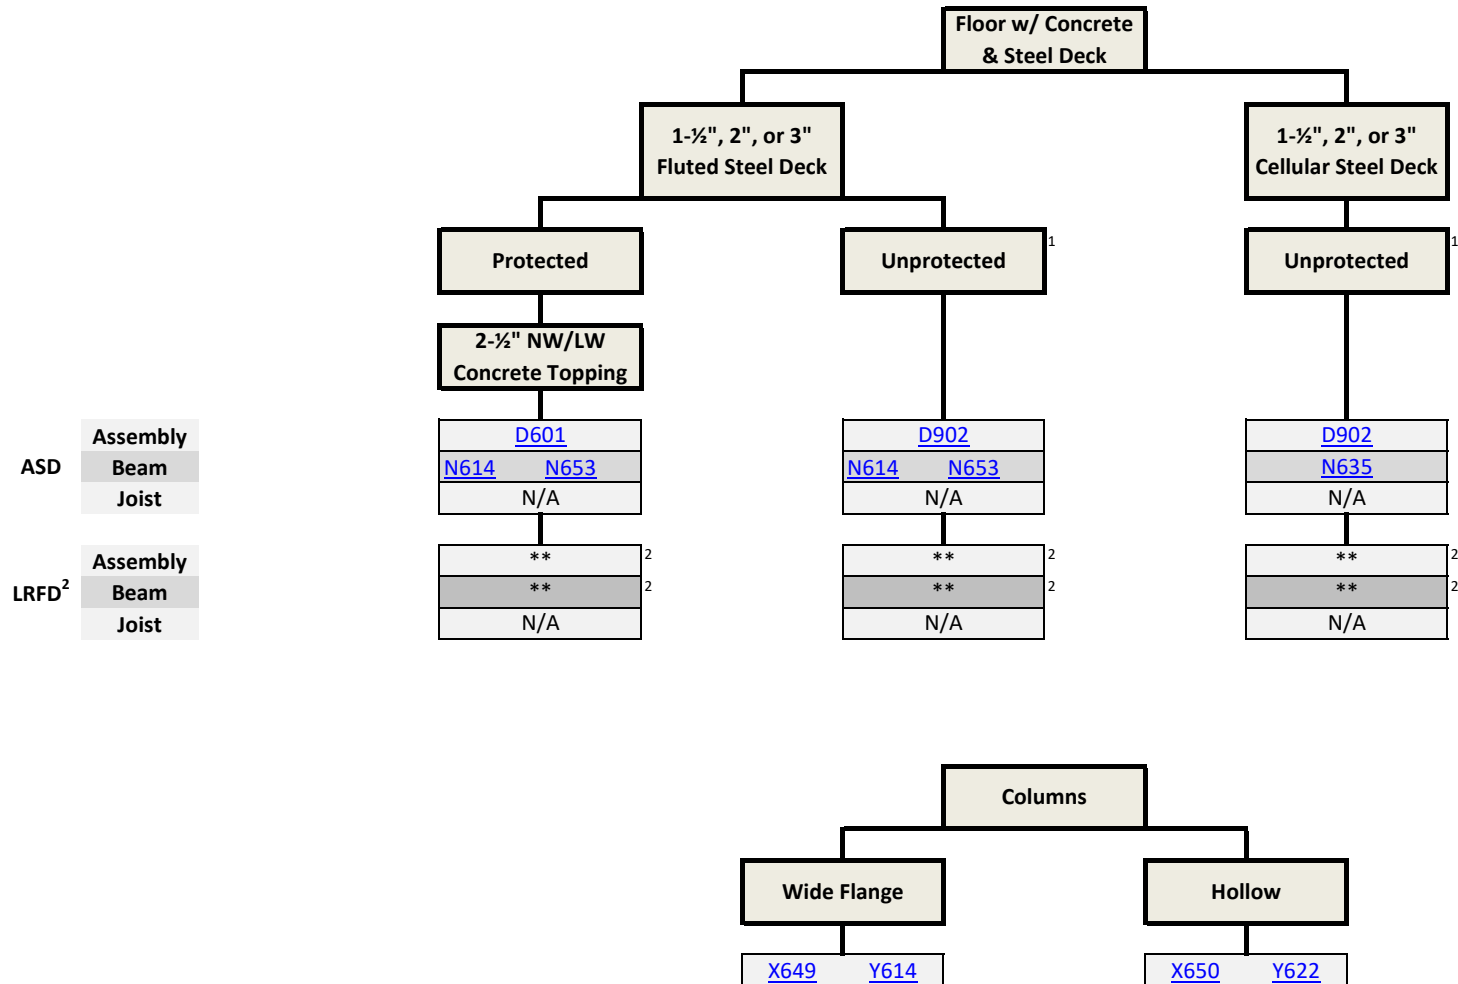 Floor w/ Concrete
& Steel Deck
1-½", 2", or 3"
Fluted Steel Deck
1-½", 2", or 3"
Cellular Steel Deck
Protected
Unprotected 1
Unprotected 1
2-½" NW/LW
Concrete Topping
Assembly D601 D902 D902
ASD Beam N614 N653 N614 N653 N635
Joist N/A N/A N/A
Assembly ** 2 ** 2 ** 2
LRFD2 Beam ** 2 ** 2 ** 2
Joist N/A N/A N/A
Columns
Wide Flange Hollow
X649 Y614 X650 Y622